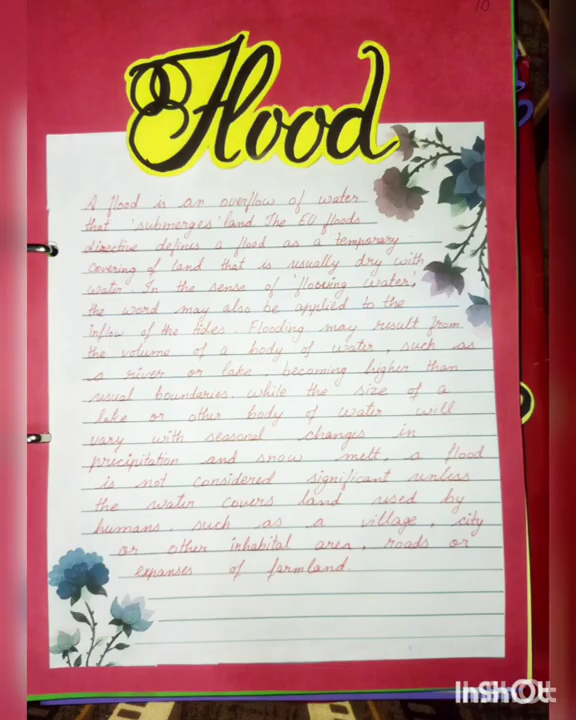 10
Flood
A flood is an overflow of water
that 'submerges' land The EU floods
directive defines a flood as a temporary
covering of land that is usually dry with
water. In the sense of 'flowing water',
the word may also be applied to the
inflow of the tides. Flooding may result from
the volume of a body of water, such as
a river or lake, becoming higher than
usual bounderies. while the size of a
lake or other body of water will
vary with seasonal changes in
precipitation and snow melt, a flood
is not considered significant unless
the water covers land used by
humans, such as a village, city
or other inhabital area, roads or
expanses of farmland.
InShOt